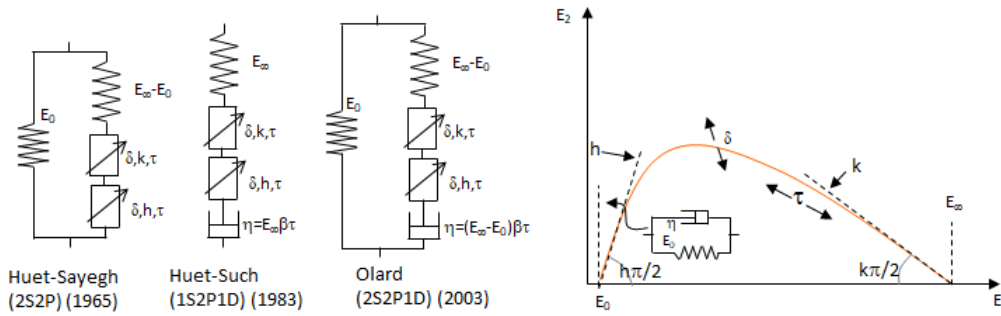 E₀
E∞-E₀
δ,k,τ
δ,h,τ
Huet-Sayegh
(2S2P) (1965)
E∞
δ,k,τ
δ,h,τ
η=E∞βτ
Huet-Such
(1S2P1D) (1983)
E₀
E∞-E₀
δ,k,τ
δ,h,τ
η=(E∞-E₀)βτ
Olard
(2S2P1D) (2003)
E₂
h
δ
k
τ
E∞
η
E₀
hπ/2
kπ/2
E₀
E